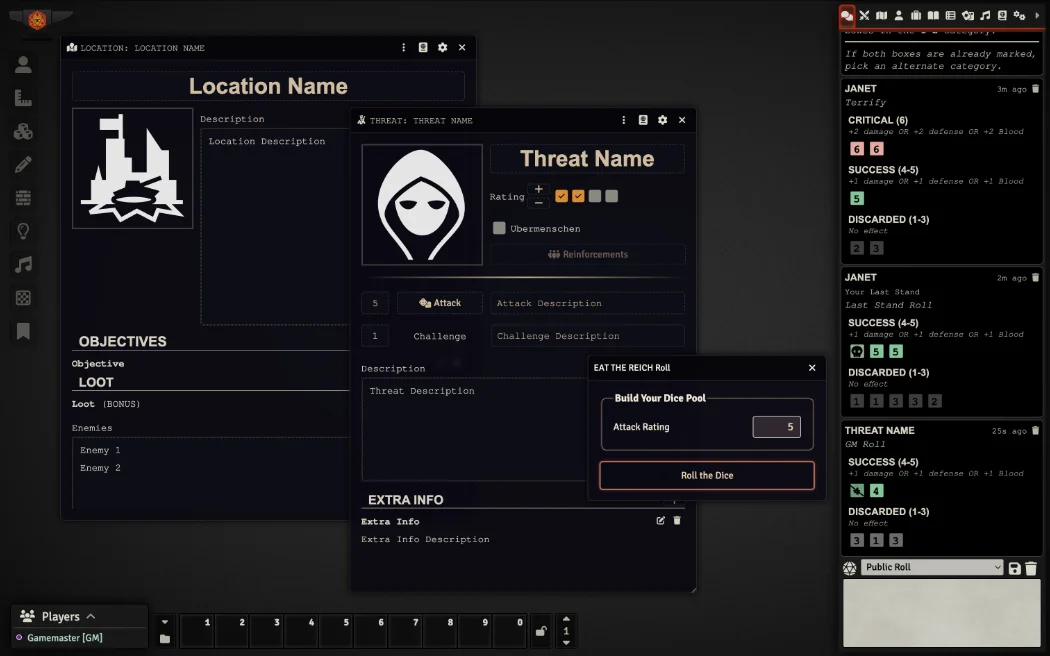 LOCATION: LOCATION NAME
Location Name
Description
Location Description
OBJECTIVES
Objective
LOOT
Loot (BONUS)
Enemies
Enemy 1
Enemy 2
THREAT: THREAT NAME
Threat Name
Rating
Ubermenschen
Reinforcements
5 Attack Attack Description
1 Challenge Challenge Description
Description
Threat Description
EXTRA INFO
Extra Info
Extra Info Description
EAT THE REICH Roll
Build Your Dice Pool
Attack Rating 5
Roll the Dice
If both boxes are already marked,
pick an alternate category.
JANET 3m ago
Terrify
CRITICAL (6)
+2 damage OR +2 defense OR +2 Blood
6 6
SUCCESS (4-5)
+1 damage OR +1 defense OR +1 Blood
5
DISCARDED (1-3)
No effect
2 3
JANET 2m ago
Your Last Stand
Last Stand Roll
SUCCESS (4-5)
+1 damage OR +1 defense OR +1 Blood
5 5
DISCARDED (1-3)
No effect
1 1 3 3 2
THREAT NAME 25s ago
GM Roll
SUCCESS (4-5)
+1 damage OR +1 defense OR +1 Blood
4
DISCARDED (1-3)
No effect
3 1 3
Public Roll
Players
Gamemaster [GM]
1 2 3 4 5 6 7 8 9 0
1